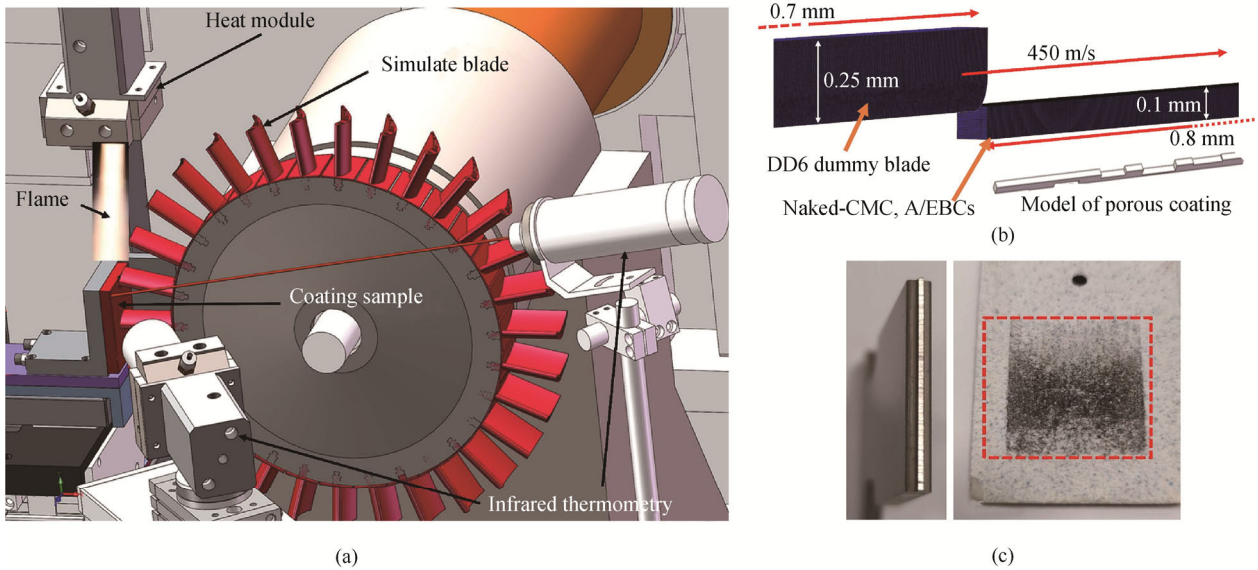 Heat module
Simulate blade
Flame
Coating sample
Infrared thermometry
(a)
0.7 mm
(b)
450 m/s
0.25 mm
0.1 mm
0.8 mm
DD6 dummy blade
Naked-CMC, A/EBCs
Model of porous coating
(b)
(c)